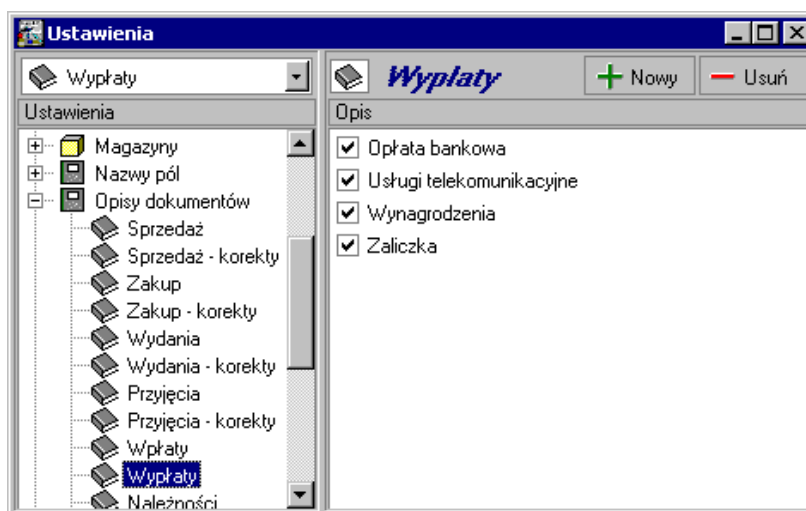 Ustawienia
Wypłaty
Wypłaty
Nowy
Usuń
Ustawienia
Opis
Magazyny
Nazwy pól
Opisy dokumentów
Sprzedaż
Sprzedaż - korekty
Zakup
Zakup - korekty
Wydania
Wydania - korekty
Przyjęcia
Przyjęcia - korekty
Wpłaty
Wypłaty
Należności
Opłata bankowa
Usługi telekomunikacyjne
Wynagrodzenia
Zaliczka